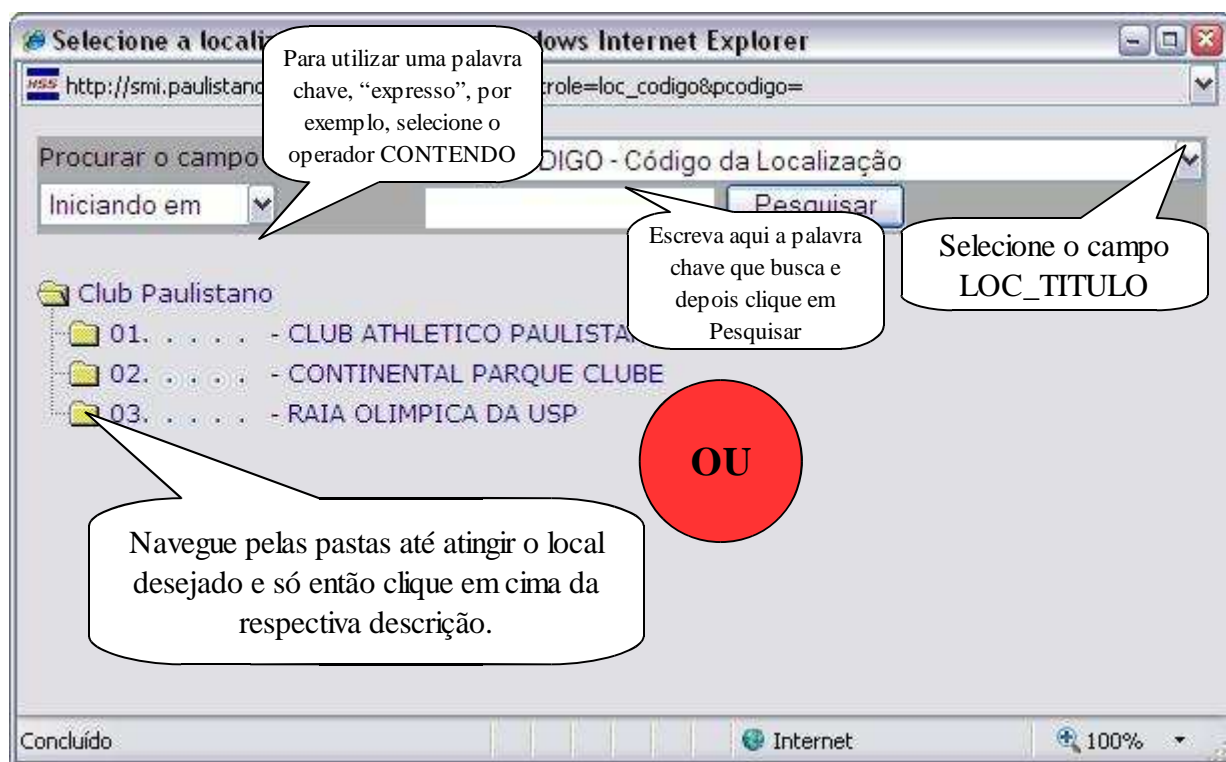 Selecione a locali dows Internet Explorer
Para utilizar uma palavra
chave, “expresso”, por
exemplo, selecione o
operador CONTENDO
HSS http://smi.paulistano trole=loc_codigo&pcodigo=
Procurar o campo DIGO - Código da Localização
Iniciando em Pesquisar
Escreva aqui a palavra
chave que busca e
depois clique em
Pesquisar
Selecione o campo
LOC_TITULO
Club Paulistano
01. . . . . - CLUB ATHLETICO PAULISTA
02. . . . . - CONTINENTAL PARQUE CLUBE
03. . . . . - RAIA OLIMPICA DA USP
OU
Navegue pelas pastas até atingir o local
desejado e só então clique em cima da
respectiva descrição.
Concluído Internet 100%